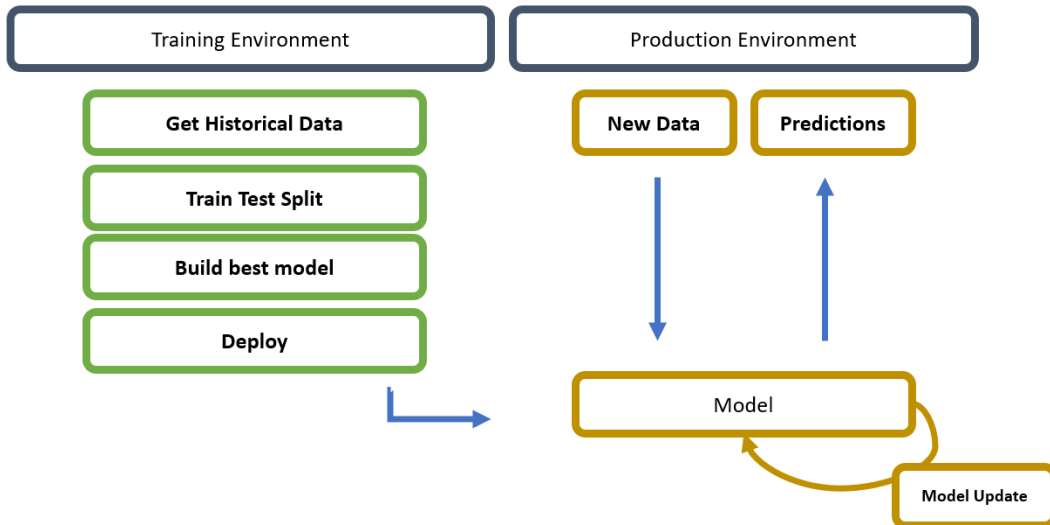 Training Environment
Get Historical Data
Train Test Split
Build best model
Deploy
Production Environment
New Data
Predictions
Model
Model Update